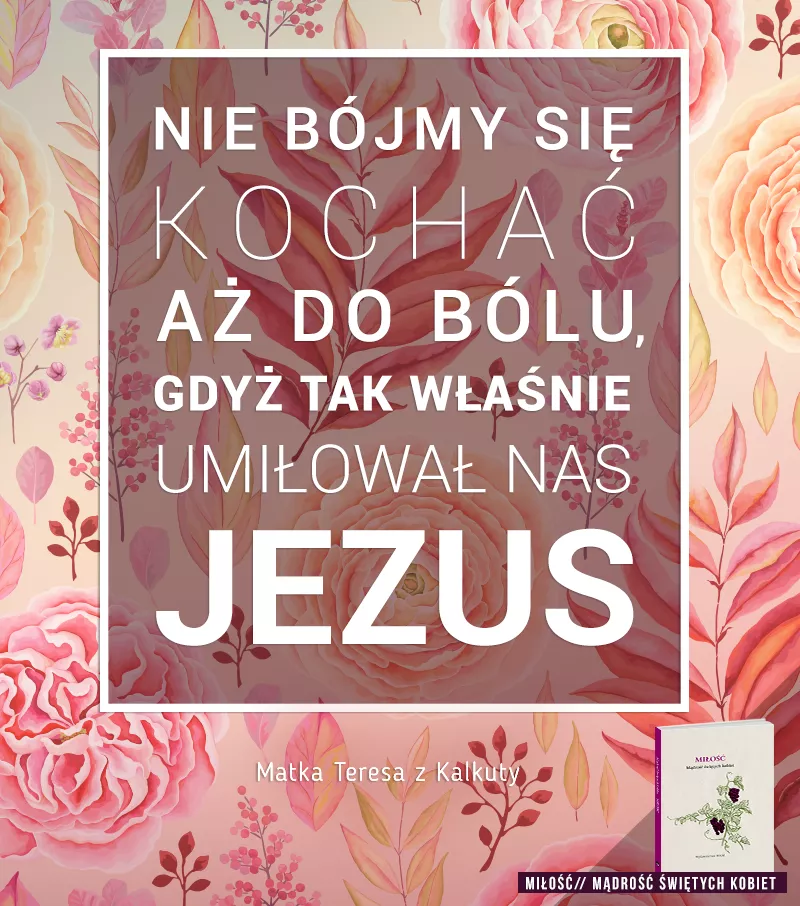 NIE BÓJMY SIĘ
KOCHAĆ
AŻ DO BÓLU,
GDYŻ TAK WŁAŚNIE
UMIŁOWAŁ NAS
JEZUS
Matka Teresa z Kalkuty
MIŁOŚĆ
Mądrość świętych kobiet
MIŁOŚĆ// MĄDROŚĆ ŚWIĘTYCH KOBIET